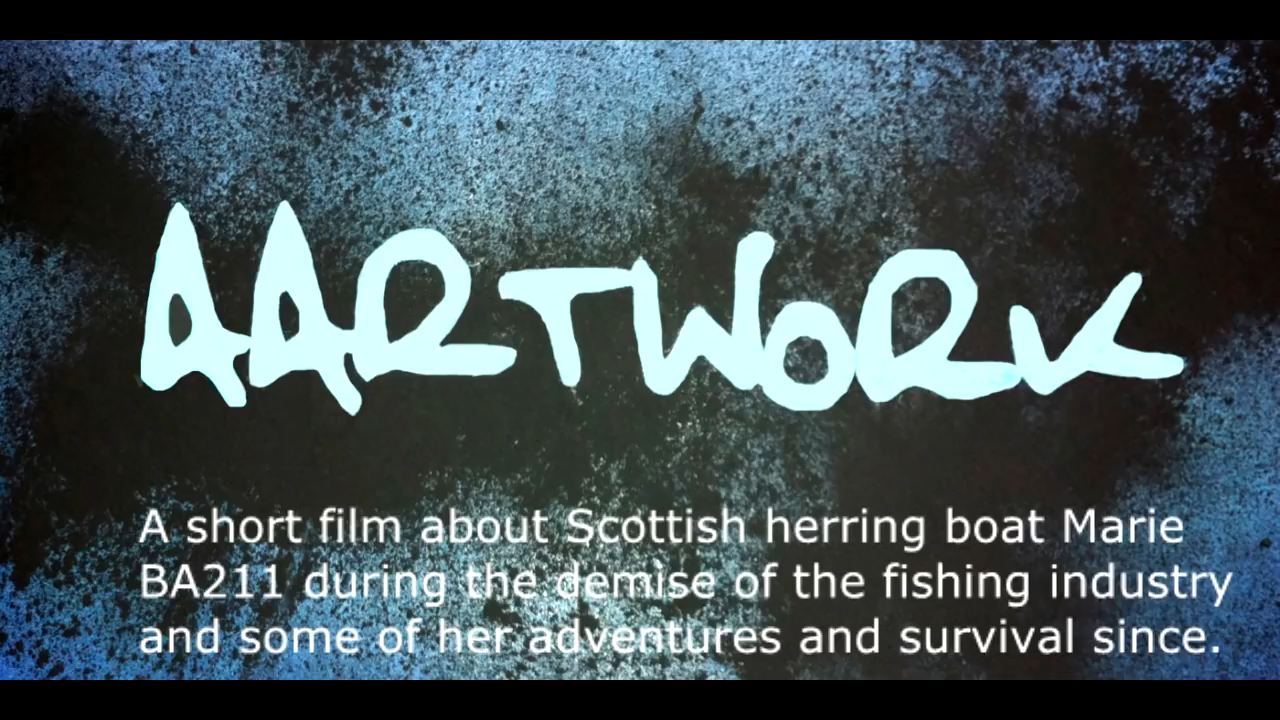 AARTWORK
A short film about Scottish herring boat Marie
BA211 during the demise of the fishing industry
and some of her adventures and survival since.